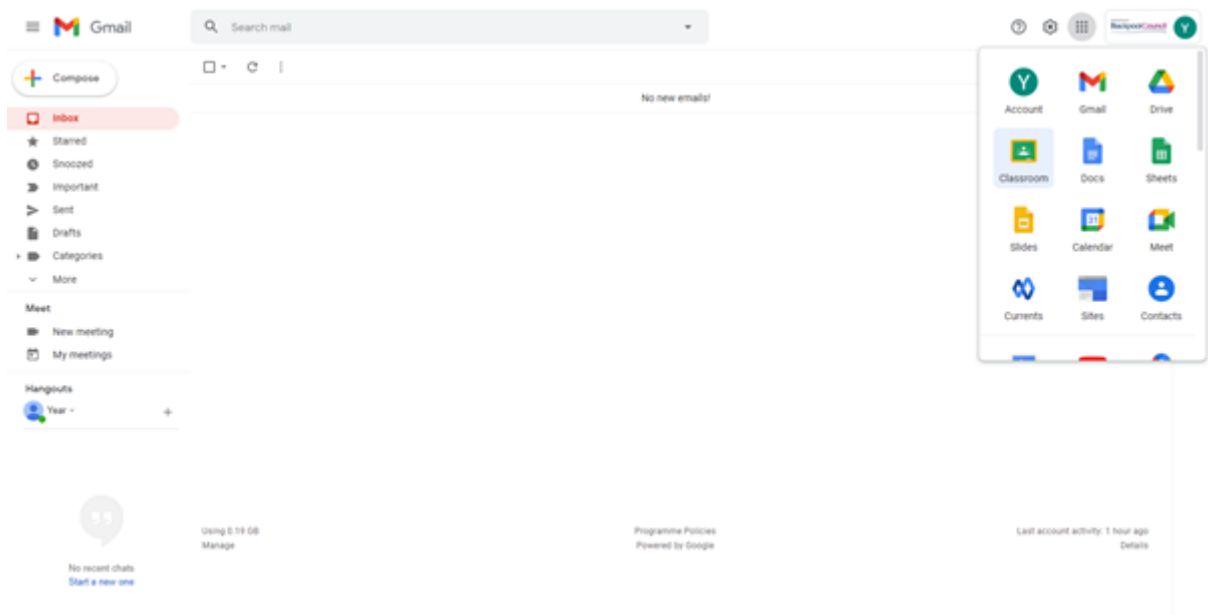 Gmail
Search mail
Compose
No new emails!
Inbox
Starred
Snoozed
Important
Sent
Drafts
Categories
More
Meet
New meeting
My meetings
Hangouts
Year
No recent chats
Start a new one
Using 0.19 GB
Manage
Programme Policies
Powered by Google
Last account activity: 1 hour ago
Details
BlackpoolCouncil
Y
Y
Account Gmail Drive
Classroom Docs Sheets
Slides Calendar Meet
31
Currents Sites Contacts